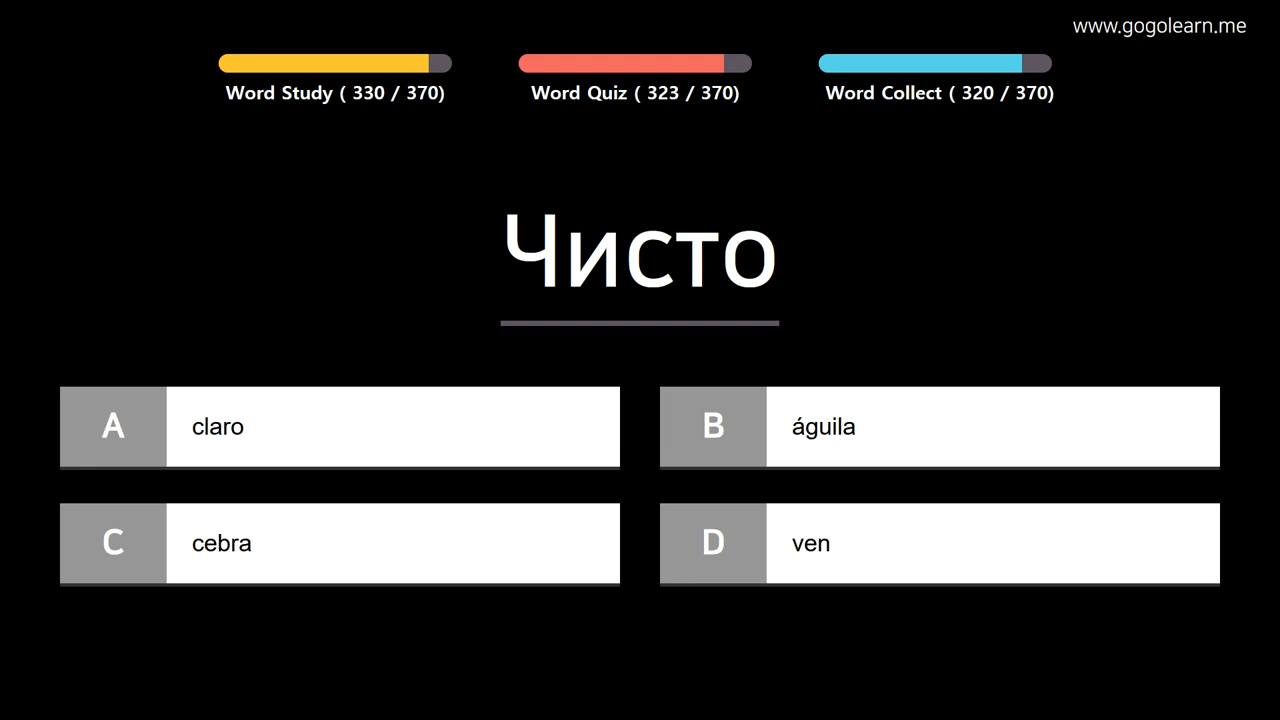 www.gogolearn.me
Word Study ( 330 / 370)
Word Quiz ( 323 / 370)
Word Collect ( 320 / 370)
Чисто
A claro
B águila
C cebra
D ven